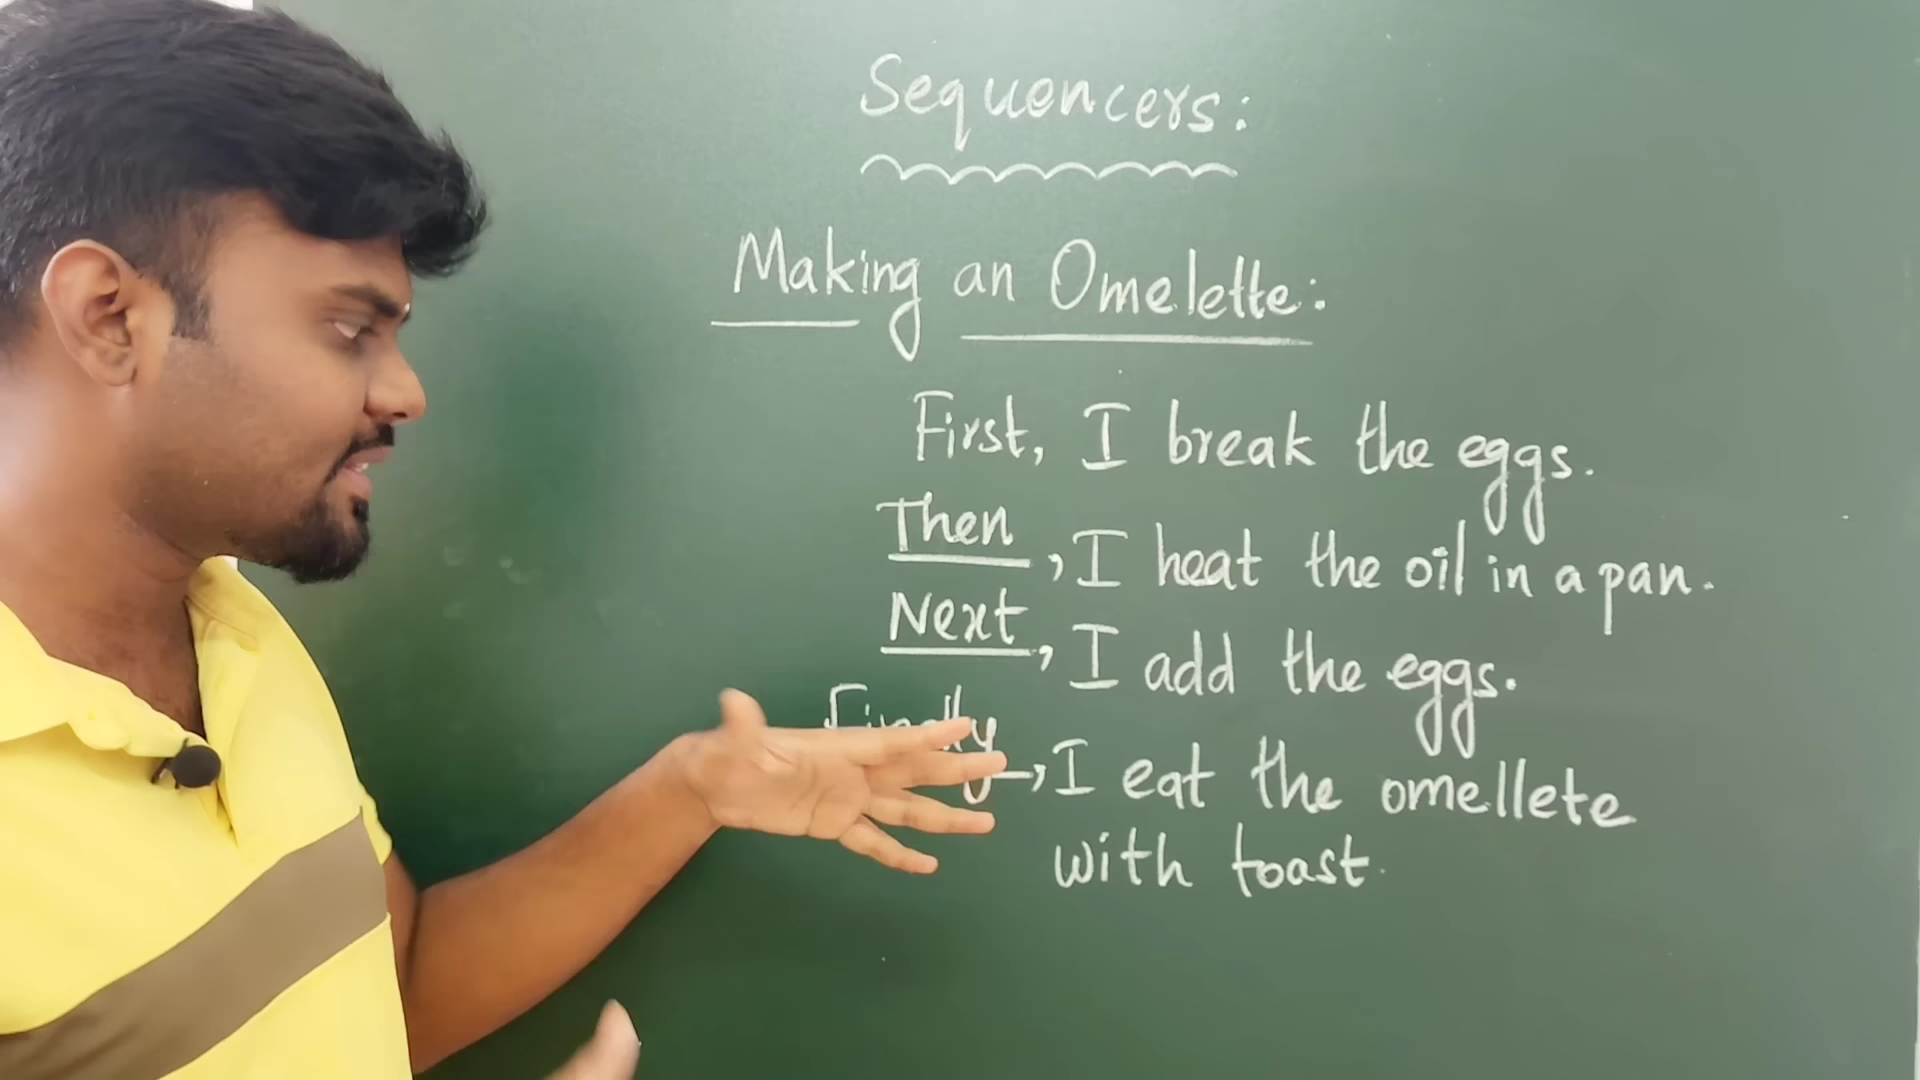 Sequencers:
Making an Omelette:
First, I break the eggs.
Then, I heat the oil in a pan.
Next, I add the eggs.
Finally, I eat the omellete
with toast.